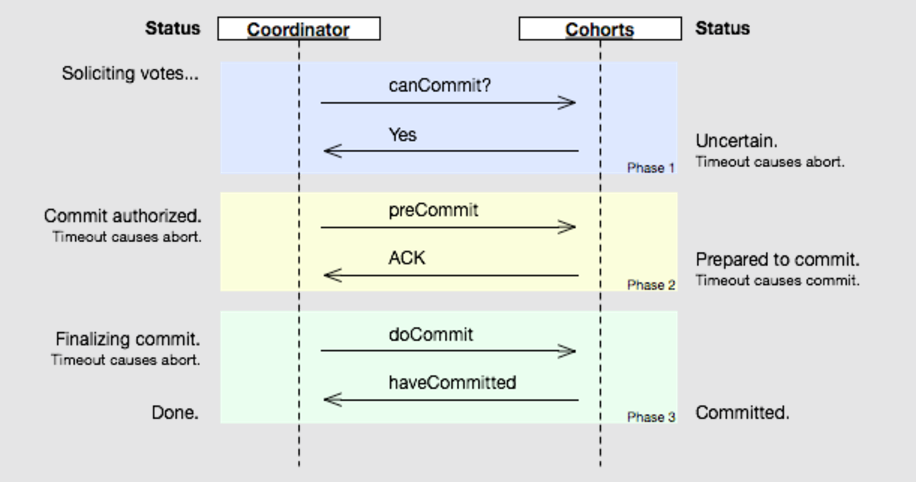 Status
Coordinator
Cohorts
Status
Soliciting votes...
canCommit?
Yes
Uncertain.
Timeout causes abort.
Phase 1
Commit authorized.
Timeout causes abort.
preCommit
ACK
Prepared to commit.
Timeout causes commit.
Phase 2
Finalizing commit.
Timeout causes abort.
doCommit
haveCommitted
Done.
Phase 3
Committed.